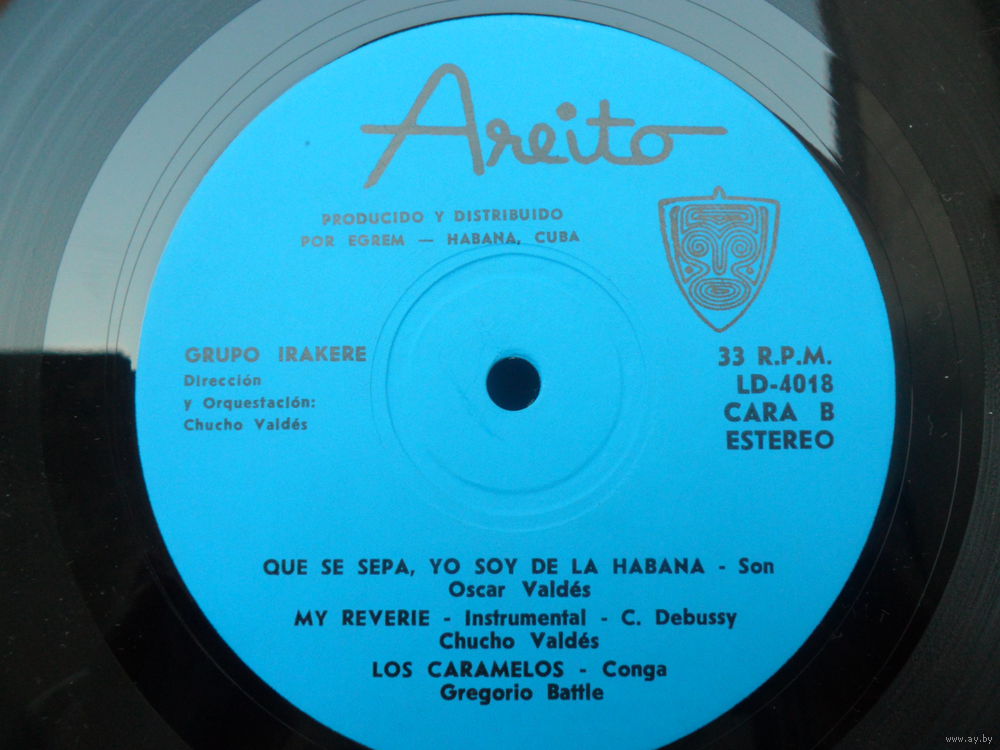 Areito
PRODUCIDO Y DISTRIBUIDO
POR EGREM — HABANA, CUBA
GRUPO IRAKERE
Dirección
y Orquestación:
Chucho Valdés
33 R.P.M.
LD-4018
CARA B
ESTEREO
QUE SE SEPA, YO SOY DE LA HABANA - Son
Oscar Valdés
MY REVERIE - Instrumental - C. Debussy
Chucho Valdés
LOS CARAMELOS - Conga
Gregorio Battle
www.ay.by